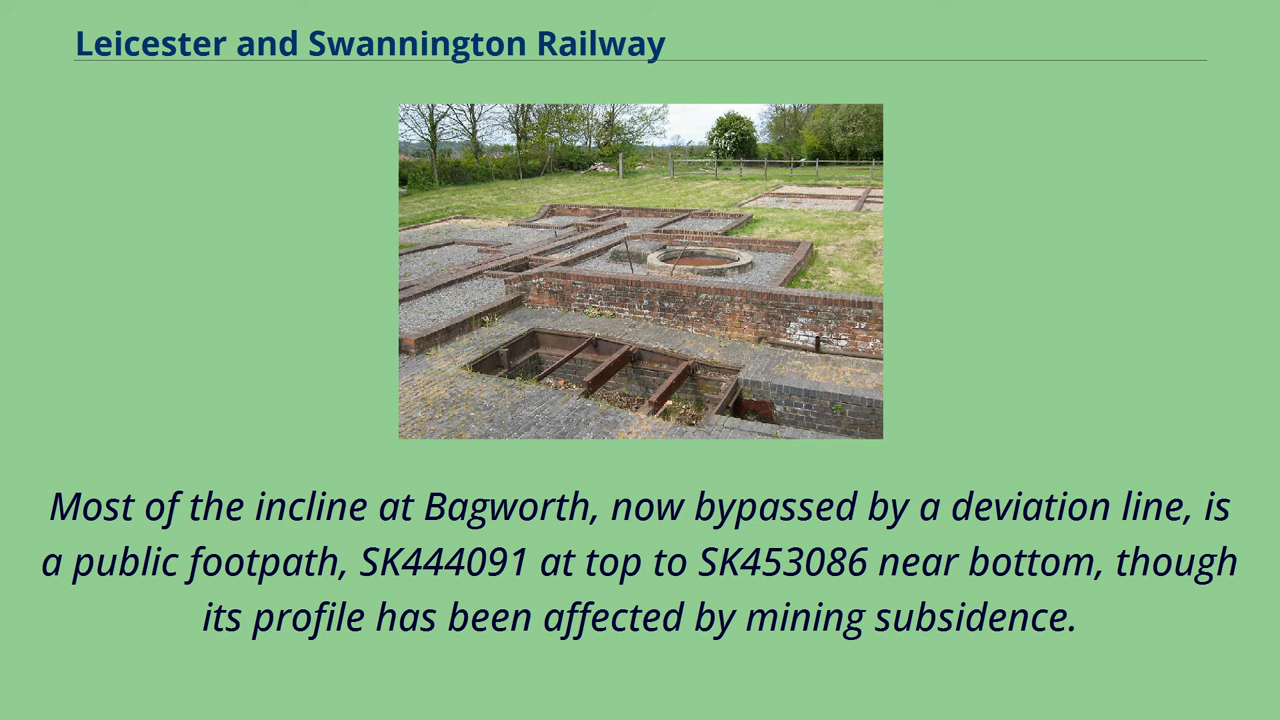 Leicester and Swannington Railway
Most of the incline at Bagworth, now bypassed by a deviation line, is
a public footpath, SK444091 at top to SK453086 near bottom, though
its profile has been affected by mining subsidence.